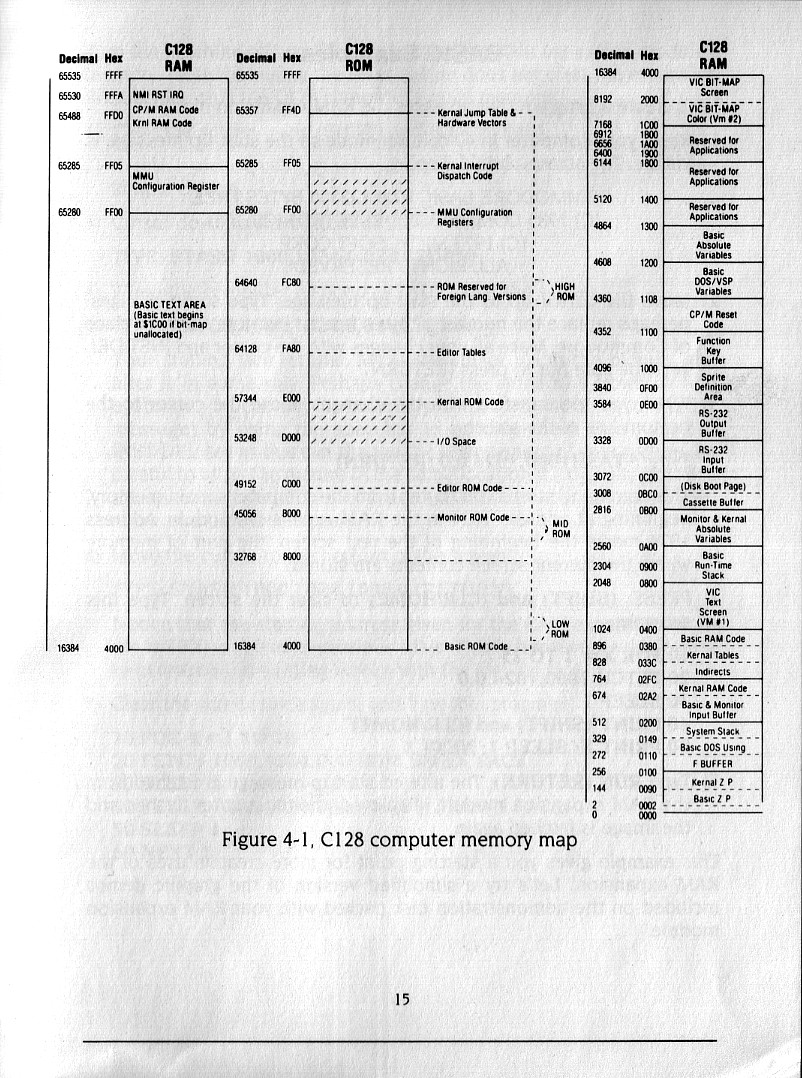 C128
RAM
Decimal Hex
65535 FFFF
65530 FFFA NMI RST IRQ
CP/M RAM Code
65488 FFD0
Krnl RAM Code
65285 FF05
MMU
Configuration Register
65280 FF00
BASIC TEXT AREA
(Basic text begins
at $1C00 if bit-map
unallocated)
16384 4000
C128
ROM
Decimal Hex
65535 FFFF
65357 FF4D Kernal Jump Table &
Hardware Vectors
65285 FF05 Kernal Interrupt
Dispatch Code
65280 FF00 MMU Configuration
Registers
64640 FC80 ROM Reserved for
Foreign Lang. Versions
HIGH
ROM
64128 FA80 Editor Tables
57344 E000 Kernal ROM Code
53248 D000 I/O Space
49152 C000 Editor ROM Code
45056 B000 Monitor ROM Code
MID
ROM
32768 8000
LOW
ROM
16384 4000 Basic ROM Code
C128
RAM
Decimal Hex
16384 4000
VIC BIT-MAP
Screen
8192 2000
VIC BIT-MAP
Color (Vm #2)
7168 1C00
6912 1B00
6656 1A00
Reserved for
Applications
6400 1900
6144 1800
Reserved for
Applications
5120 1400
Reserved for
Applications
4864 1300
Basic
Absolute
Variables
4608 1200
Basic
DOS/VSP
Variables
4360 1108
CP/M Reset
Code
4352 1100
Function
Key
Buffer
4096 1000
Sprite
Definition
Area
3840 0F00
3584 0E00
RS-232
Output
Buffer
3328 0D00
RS-232
Input
Buffer
3072 0C00
(Disk Boot Page)
3008 0BC0
Cassette Buffer
2816 0B00
Monitor & Kernal
Absolute
Variables
2560 0A00
Basic
Run-Time
Stack
2304 0900
2048 0800
VIC
Text
Screen
(VM #1)
1024 0400
Basic RAM Code
896 0380
Kernal Tables
828 033C
Indirects
764 02FC
Kernal RAM Code
674 02A2
Basic & Monitor
Input Buffer
512 0200
System Stack
329 0149
Basic DOS Using
272 0110
F BUFFER
256 0100
Kernal Z P
144 0090
Basic Z P
2 0002
0 0000
Figure 4-1, C128 computer memory map
15